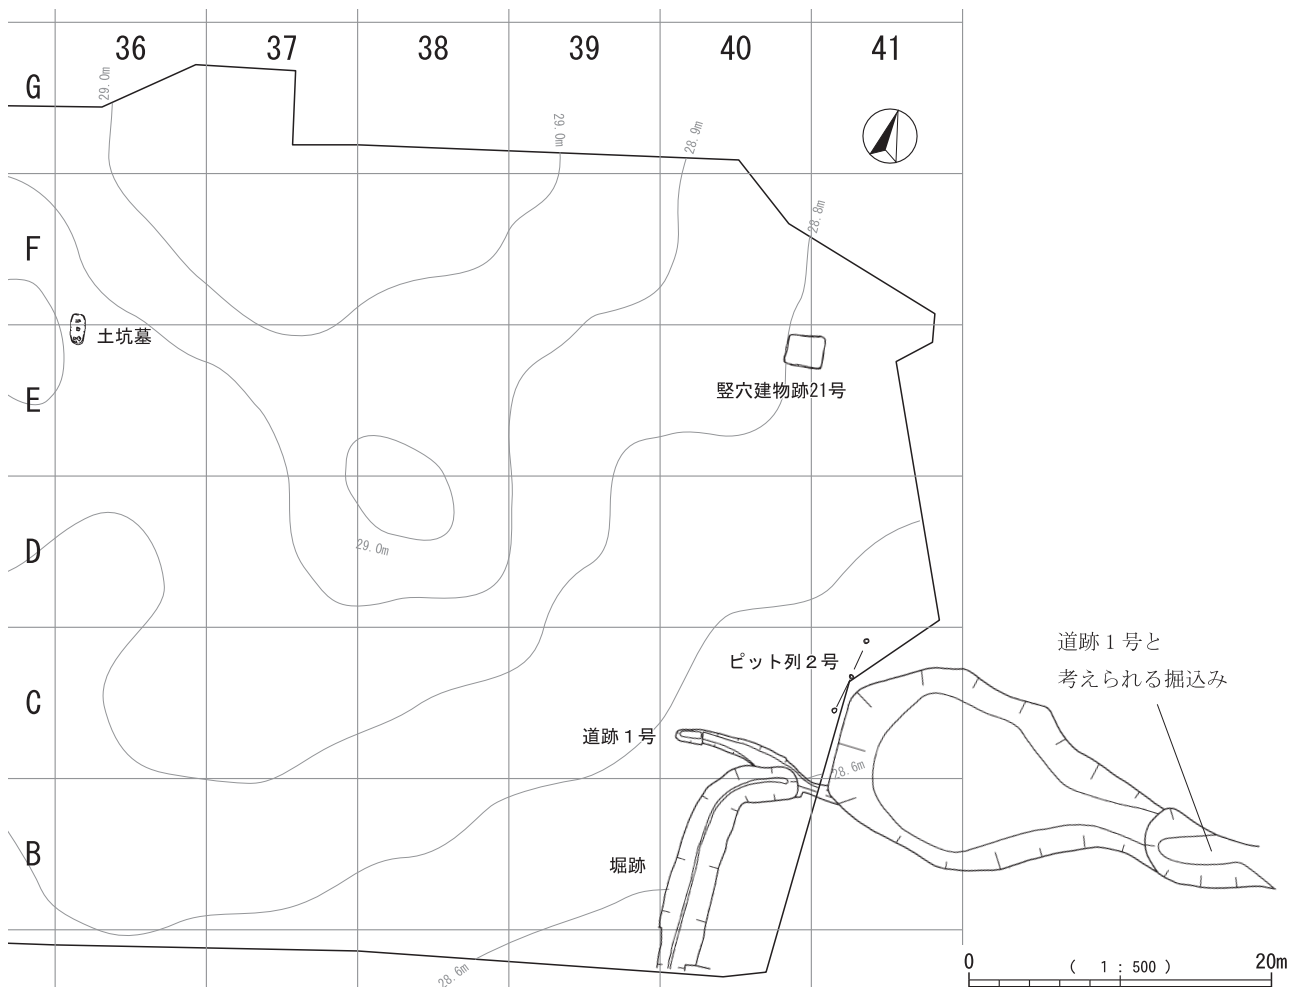 36 37 38 39 40 41
G
29.0m
29.0m
28.9m
28.8m
F
土坑墓
竪穴建物跡21号
E
D
29.0m
道跡１号と
考えられる掘込み
ピット列２号
C
道跡１号
28.6m
B
堀跡
28.6m
0 ( 1 : 500 ) 20m